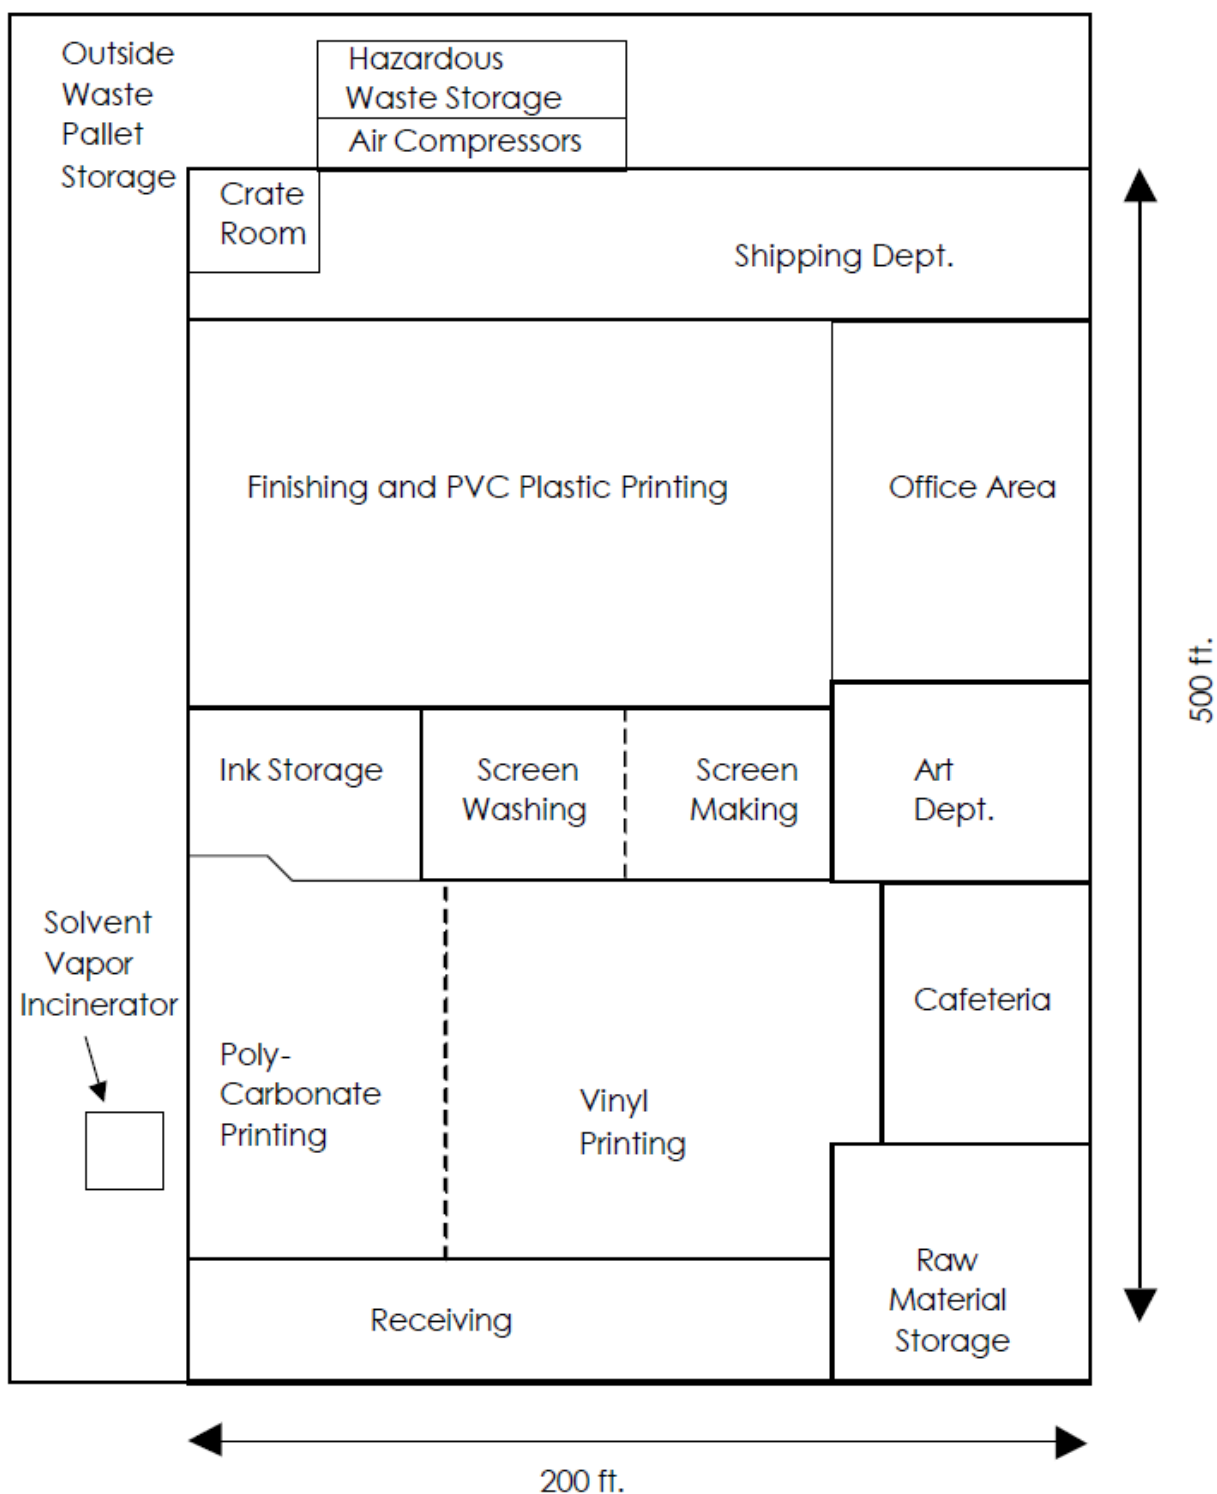 Outside
Waste
Pallet
Storage
Hazardous
Waste Storage
Air Compressors
Crate
Room
Shipping Dept.
Finishing and PVC Plastic Printing
Office Area
500 ft.
Ink Storage
Screen
Washing
Screen
Making
Art
Dept.
Solvent
Vapor
Incinerator
Cafeteria
Poly-
Carbonate
Printing
Vinyl
Printing
Raw
Material
Storage
Receiving
200 ft.